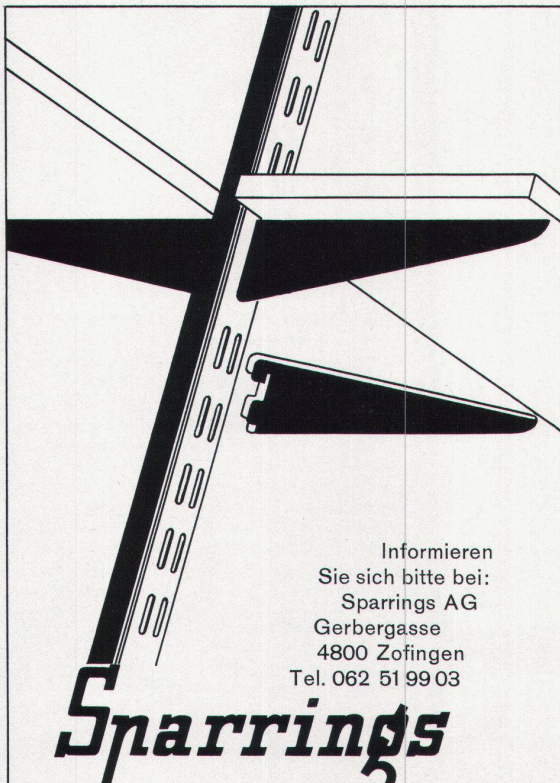 Informieren
Sie sich bitte bei:
Sparrings AG
Gerbergasse
4800 Zofingen
Tel. 062 51 99 03
Sparrings